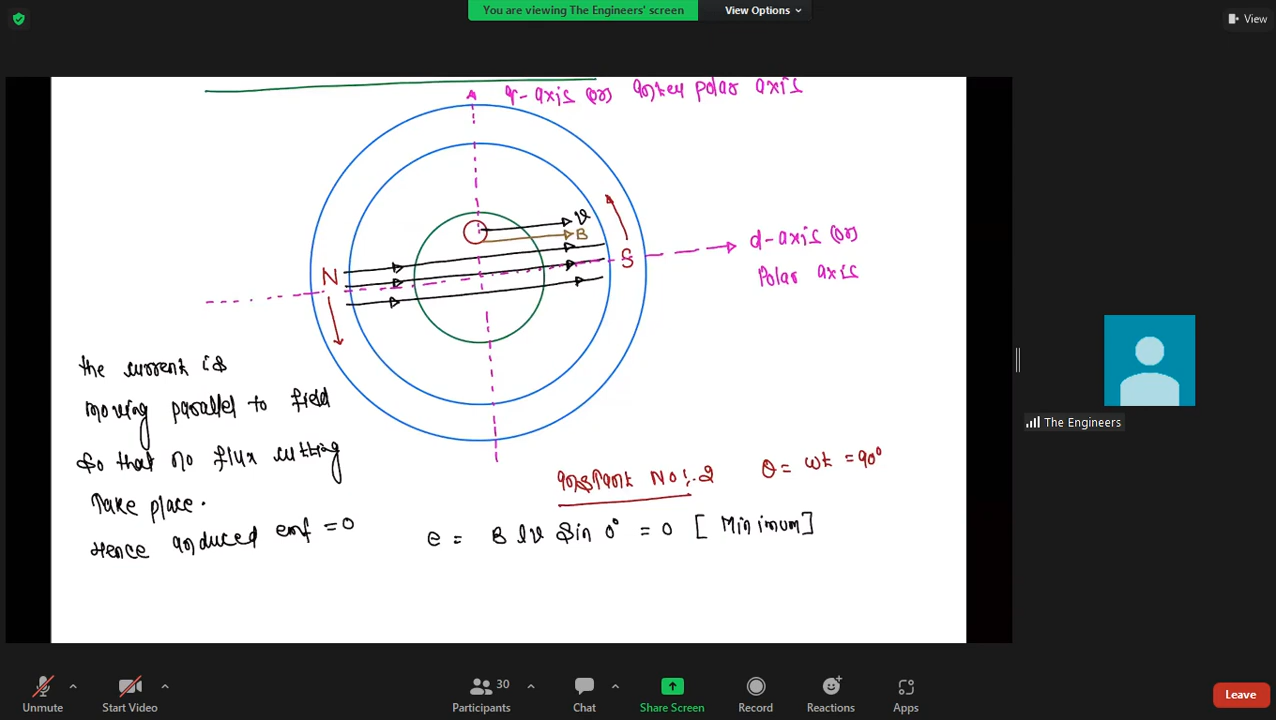 You are viewing The Engineers' screen
View Options
View
q-axis (or) inter polar axis
v
B
N
S
d-axis (or)
Polar axis
the current is
moving parallel to field
So that no flux cutting
Take place.
Hence induced emf = 0
instant No:-2 θ = wt = 90°
e = B l v Sin 0° = 0 [Minimum]
The Engineers
Unmute
Start Video
30
Participants
Chat
Share Screen
Record
Reactions
Apps
Leave